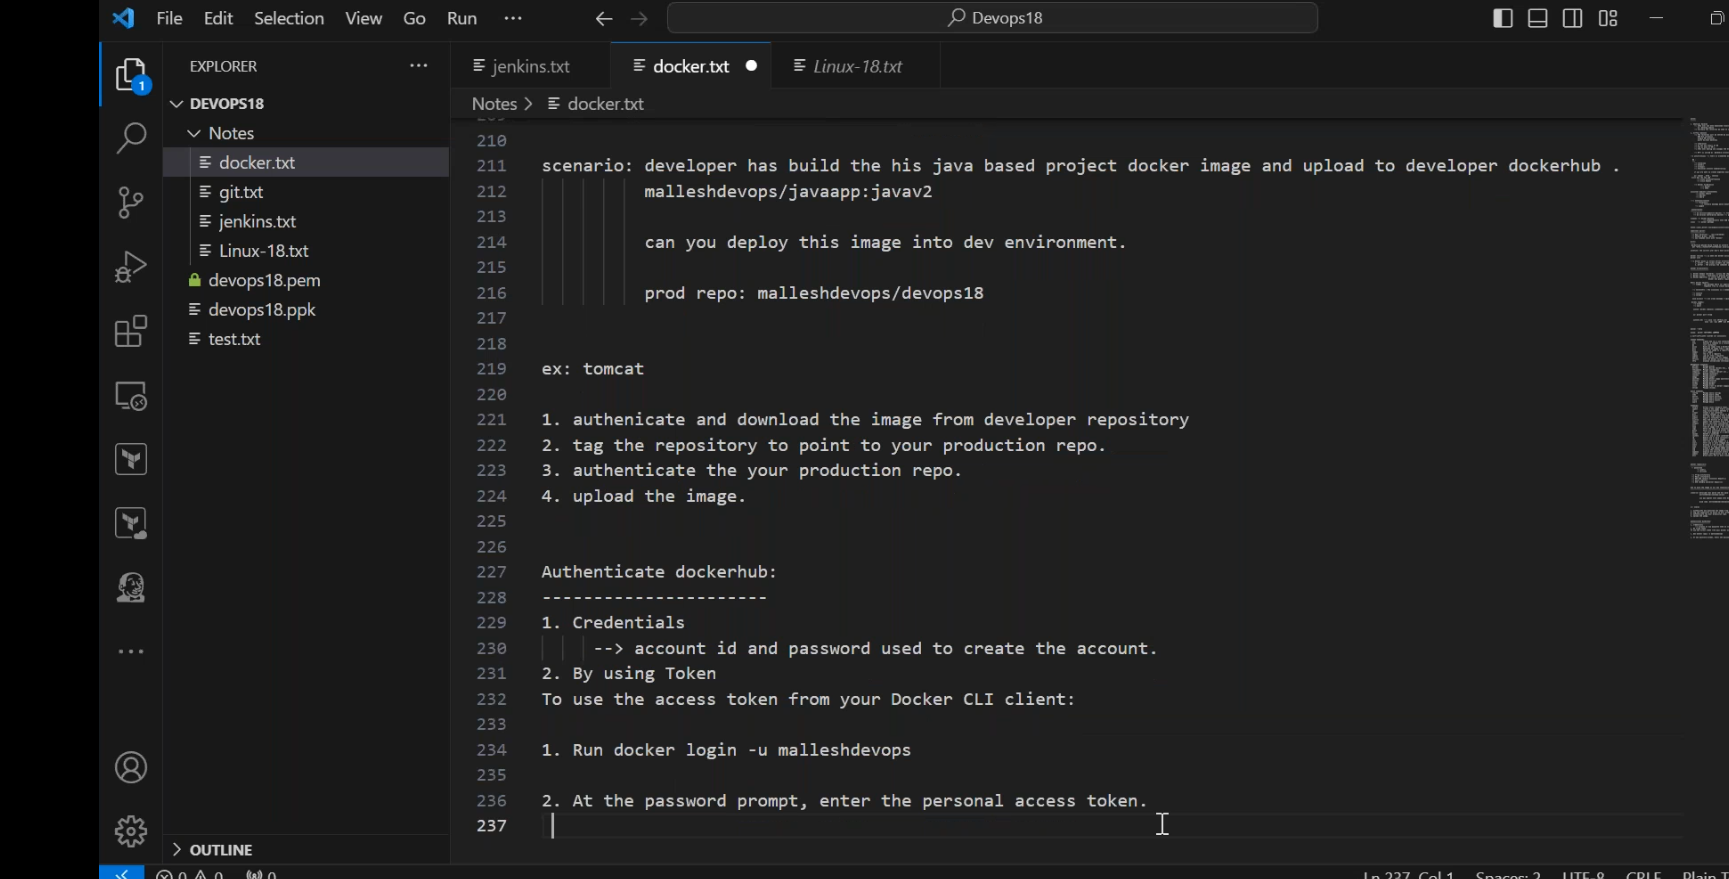 File Edit Selection View Go Run ··· Devops18
EXPLORER ···
DEVOPS18
Notes
docker.txt
git.txt
jenkins.txt
Linux-18.txt
devops18.pem
devops18.ppk
test.txt
OUTLINE
1
jenkins.txt docker.txt Linux-18.txt
Notes > docker.txt
210
211 scenario: developer has build the his java based project docker image and upload to developer dockerhub .
212 malleshdevops/javaapp:javav2
213
214 can you deploy this image into dev environment.
215
216 prod repo: malleshdevops/devops18
217
218
219 ex: tomcat
220
221 1. authenicate and download the image from developer repository
222 2. tag the repository to point to your production repo.
223 3. authenticate the your production repo.
224 4. upload the image.
225
226
227 Authenticate dockerhub:
228 ----------------------
229 1. Credentials
230 --> account id and password used to create the account.
231 2. By using Token
232 To use the access token from your Docker CLI client:
233
234 1. Run docker login -u malleshdevops
235
236 2. At the password prompt, enter the personal access token.
237
0 0 0 Ln 237, Col 1 Spaces: 2 UTF-8 CRLF Plain T